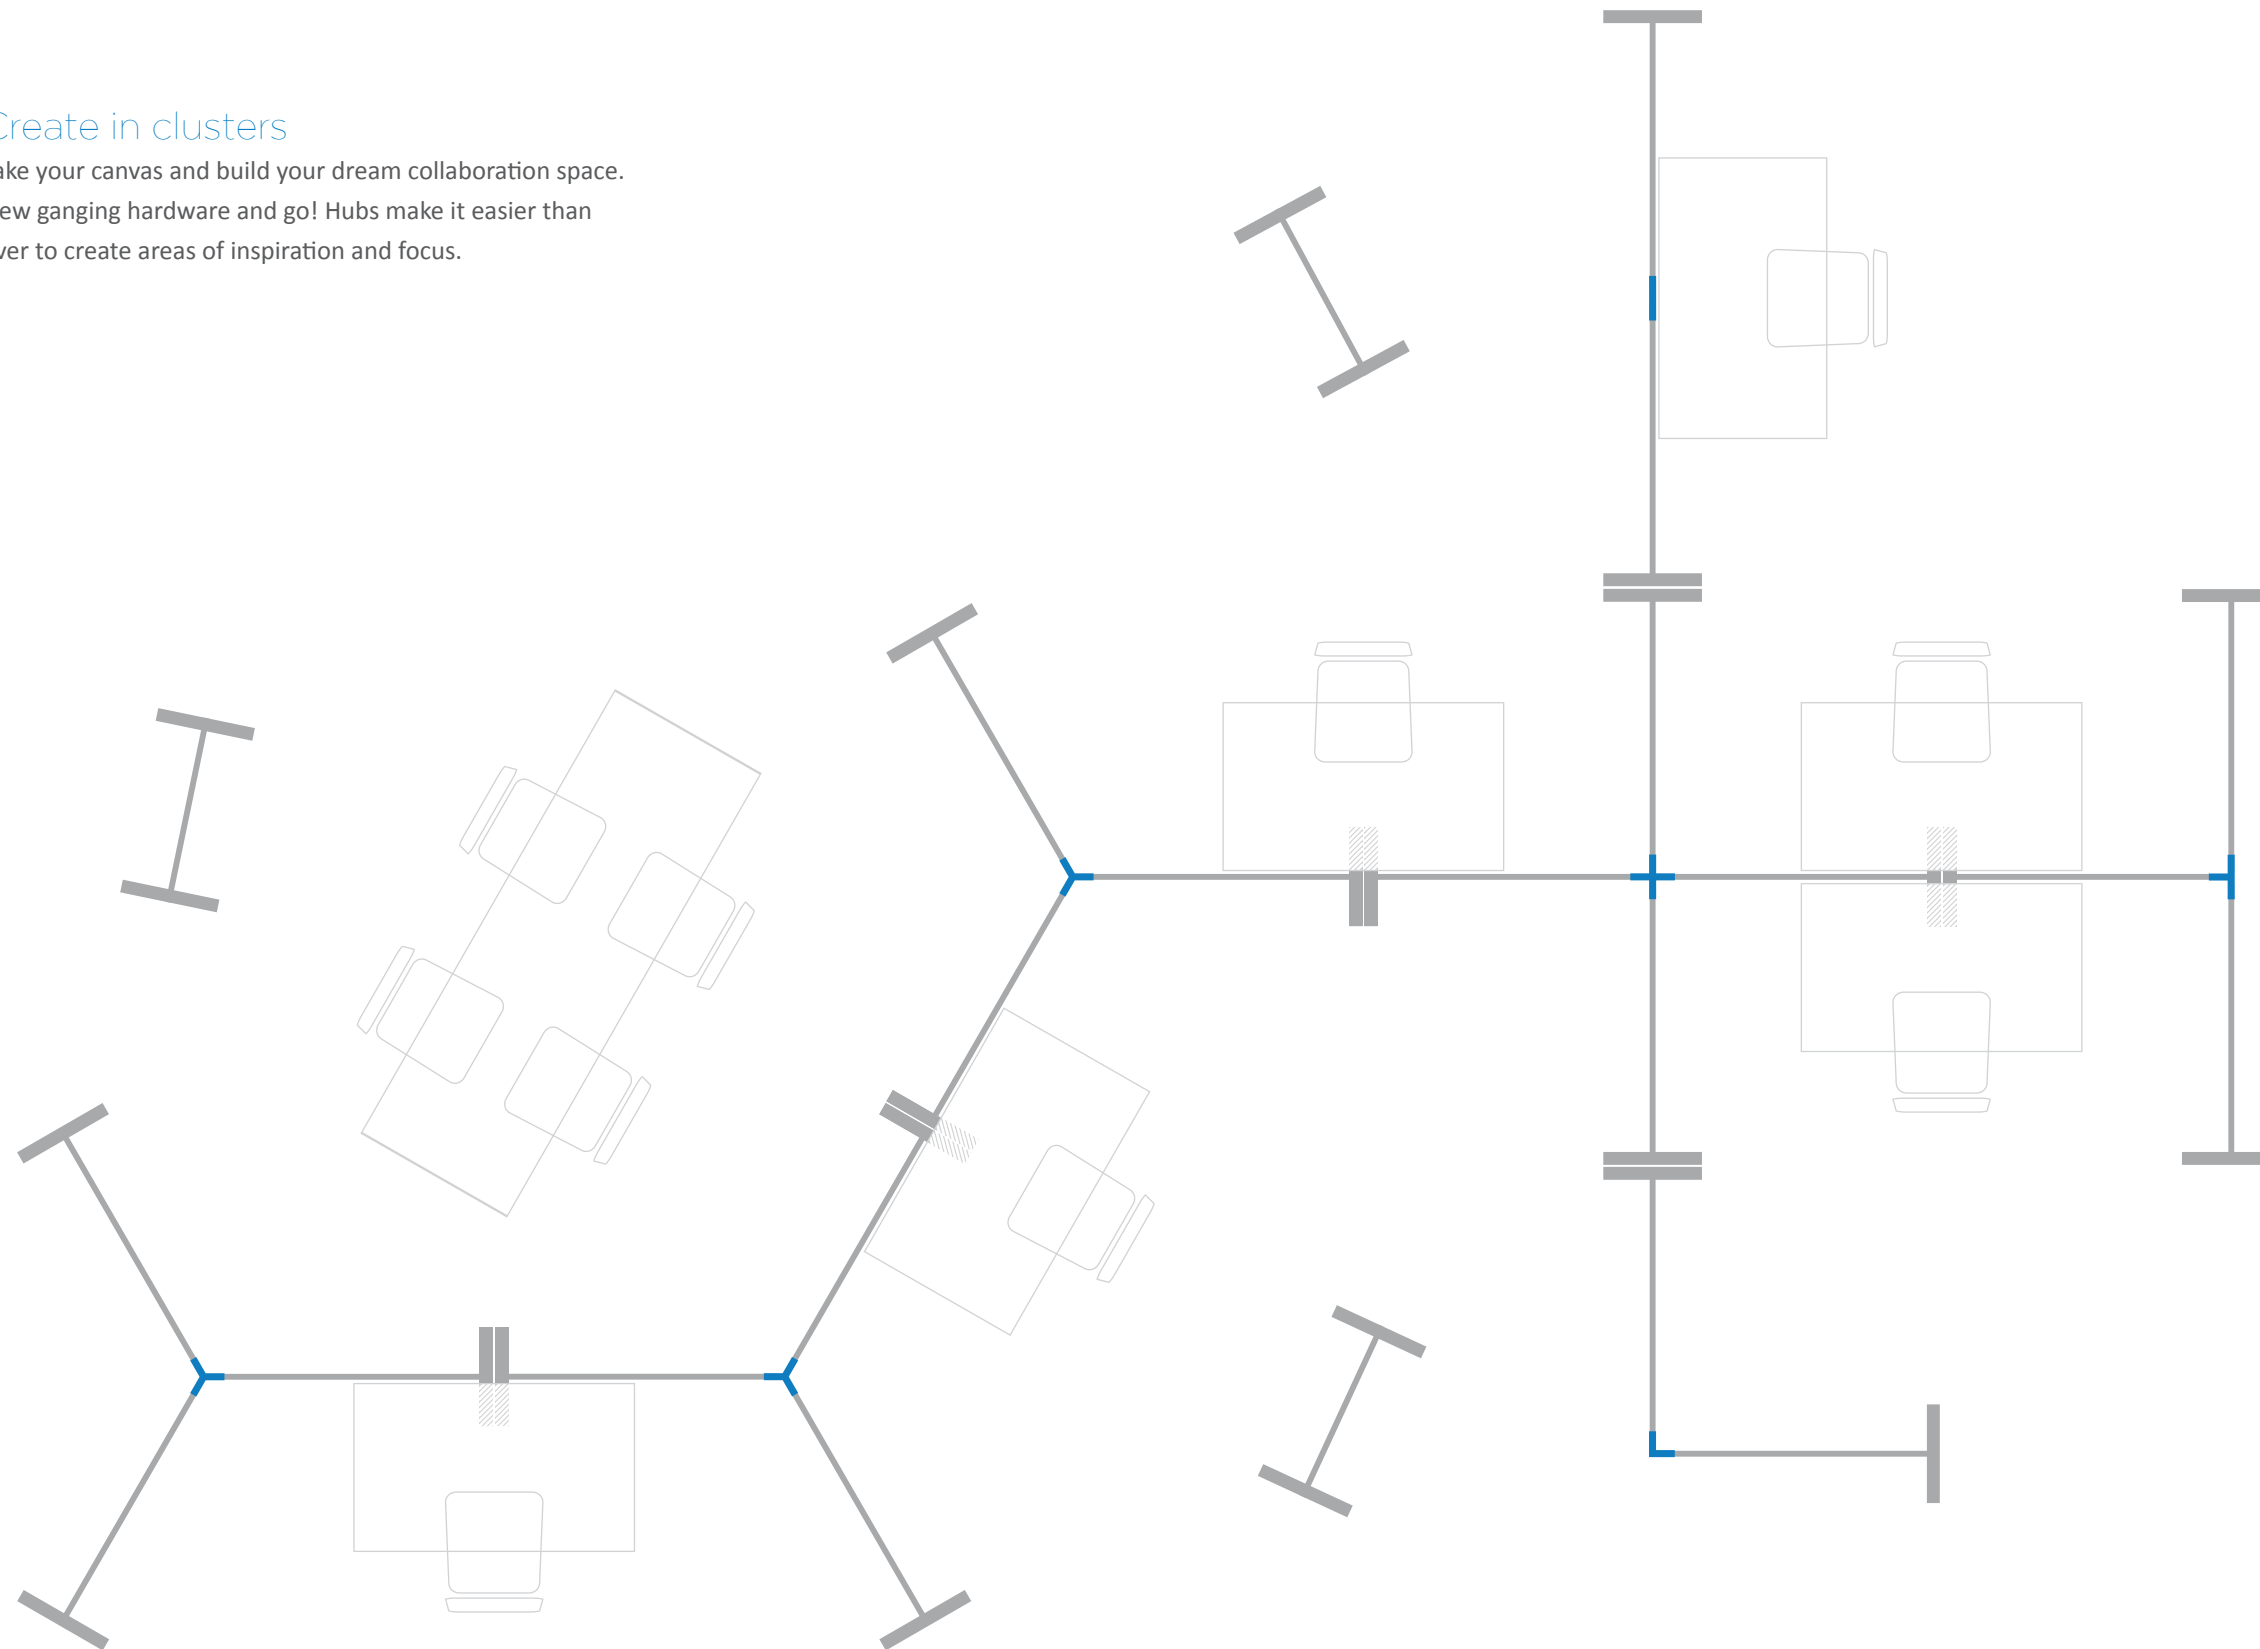 Create in clusters
ake your canvas and build your dream collaboration space.
ew ganging hardware and go! Hubs make it easier than
ver to create areas of inspiration and focus.